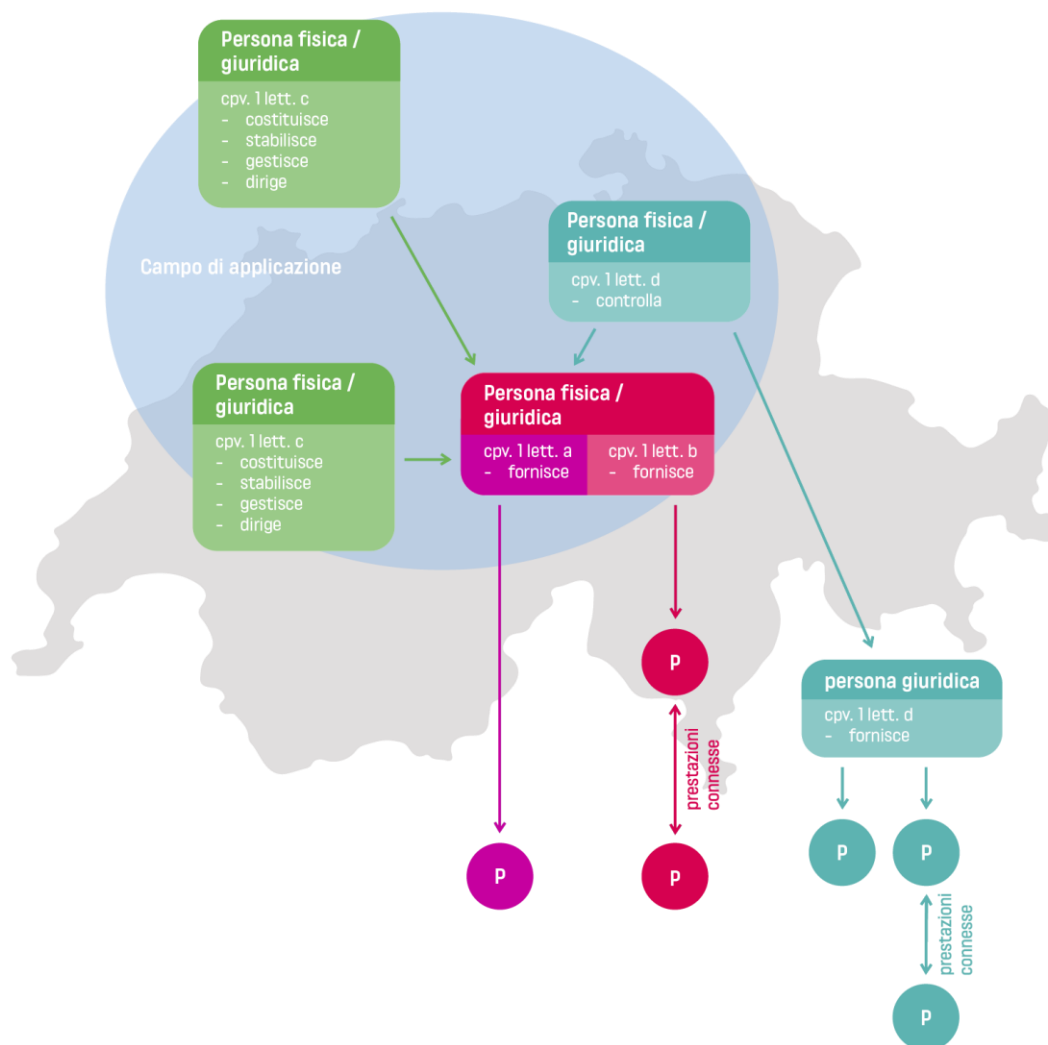 Persona fisica /
giuridica
cpv. 1 lett. c
- costituisce
- stabilisce
- gestisce
- dirige
Persona fisica /
giuridica
cpv. 1 lett. d
- controlla
Campo di applicazione
Persona fisica /
giuridica
cpv. 1 lett. c
- costituisce
- stabilisce
- gestisce
- dirige
Persona fisica /
giuridica
cpv. 1 lett. a
- fornisce
cpv. 1 lett. b
- fornisce
P
persona giuridica
cpv. 1 lett. d
- fornisce
prestazioni
connesse
P
P
P
P
prestazioni
connesse
P